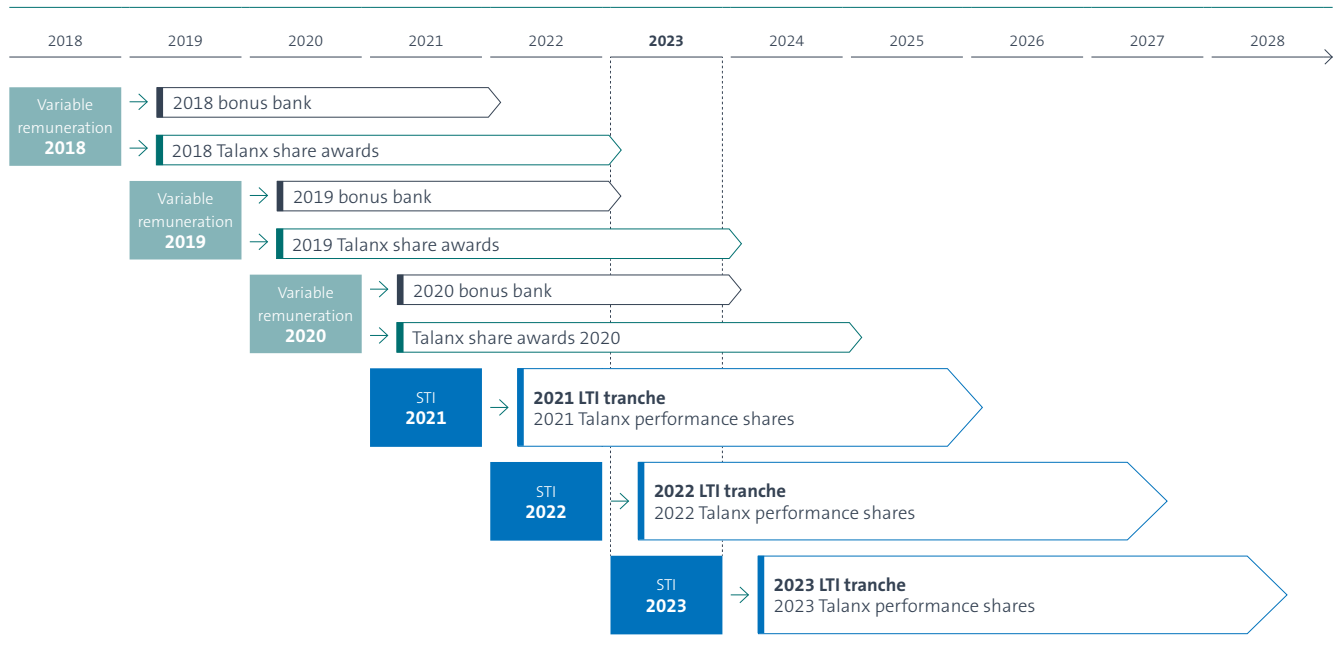 2018 2019 2020 2021 2022 2023 2024 2025 2026 2027 2028
Variable
remuneration
2018
2018 bonus bank
2018 Talanx share awards
Variable
remuneration
2019
2019 bonus bank
2019 Talanx share awards
Variable
remuneration
2020
2020 bonus bank
Talanx share awards 2020
STI
2021
2021 LTI tranche
2021 Talanx performance shares
STI
2022
2022 LTI tranche
2022 Talanx performance shares
STI
2023
2023 LTI tranche
2023 Talanx performance shares